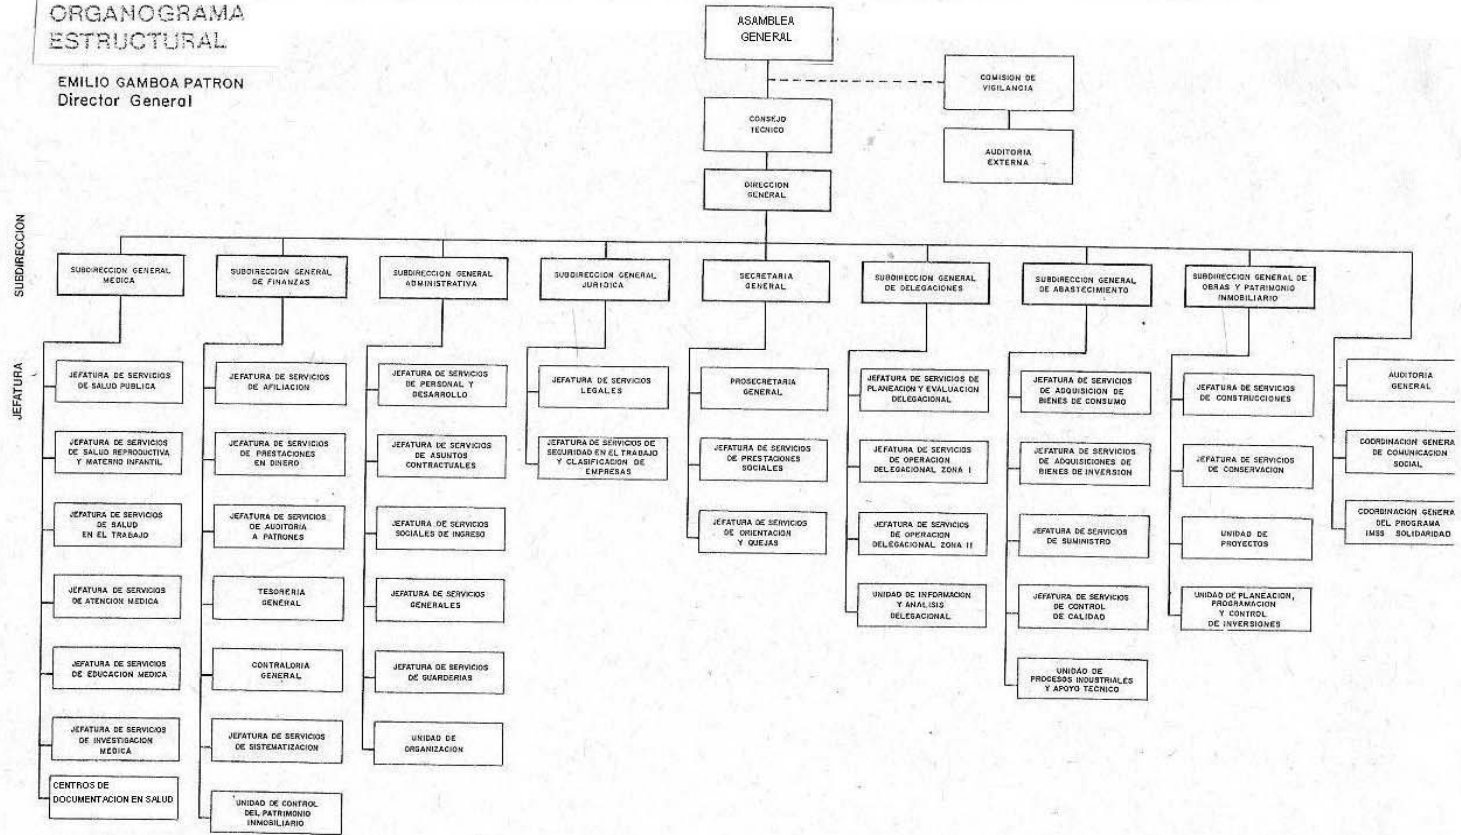 ORGANOGRAMA
ESTRUCTURAL
EMILIO GAMBOA PATRON
Director General
ASAMBLEA
GENERAL
COMISION DE
VIGILANCIA
CONSEJO
TECNICO
AUDITORIA
EXTERNA
DIRECCION
GENERAL
SUBDIRECCION
SUBDIRECCION GENERAL
MEDICA
SUBDIRECCION GENERAL
DE FINANZAS
SUBDIRECCION GENERAL
ADMINISTRATIVA
SUBDIRECCION GENERAL
JURIDICA
SECRETARIA
GENERAL
SUBDIRECCION GENERAL
DE DELEGACIONES
SUBDIRECCION GENERAL
DE ABASTECIMIENTO
SUBDIRECCION GENERAL DE
OBRAS Y PATRIMONIO
INMOBILIARIO
JEFATURA
JEFATURA DE SERVICIOS
DE SALUD PUBLICA
JEFATURA DE SERVICIOS
DE SALUD REPRODUCTIVA
Y MATERNO INFANTIL
JEFATURA DE SERVICIOS
DE SALUD
EN EL TRABAJO
JEFATURA DE SERVICIOS
DE ATENCION MEDICA
JEFATURA DE SERVICIOS
DE EDUCACION MEDICA
JEFATURA DE SERVICIOS
DE INVESTIGACION
MEDICA
CENTROS DE
DOCUMENTACION EN SALUD
JEFATURA DE SERVICIOS
DE AFILIACION
JEFATURA DE SERVICIOS
DE PRESTACIONES
EN DINERO
JEFATURA DE SERVICIOS
DE AUDITORIA
A PATRONES
TESORERIA
GENERAL
CONTRALORIA
GENERAL
JEFATURA DE SERVICIOS
DE SISTEMATIZACION
UNIDAD DE CONTROL
DEL PATRIMONIO
INMOBILIARIO
JEFATURA DE SERVICIOS
DE PERSONAL Y
DESARROLLO
JEFATURA DE SERVICIOS
DE ASUNTOS
CONTRACTUALES
JEFATURA DE SERVICIOS
SOCIALES DE INGRESO
JEFATURA DE SERVICIOS
GENERALES
JEFATURA DE SERVICIOS
DE GUARDERIAS
UNIDAD DE
ORGANIZACION
JEFATURA DE SERVICIOS
LEGALES
JEFATURA DE SERVICIOS DE
SEGURIDAD EN EL TRABAJO
Y CLASIFICACION DE
EMPRESAS
PROSECRETARIA
GENERAL
JEFATURA DE SERVICIOS
DE PRESTACIONES
SOCIALES
JEFATURA DE SERVICIOS
DE ORIENTACION
Y QUEJAS
JEFATURA DE SERVICIOS DE
PLANEACION Y EVALUACION
DELEGACIONAL
JEFATURA DE SERVICIOS
DE OPERACION
DELEGACIONAL ZONA I
JEFATURA DE SERVICIOS
DE OPERACION
DELEGACIONAL ZONA II
UNIDAD DE INFORMACION
Y ANALISIS
DELEGACIONAL
JEFATURA DE SERVICIOS
DE ADQUISICION DE
BIENES DE CONSUMO
JEFATURA DE SERVICIOS
DE ADQUISICIONES DE
BIENES DE INVERSION
JEFATURA DE SERVICIOS
DE SUMINISTRO
JEFATURA DE SERVICIOS
DE CONTROL
DE CALIDAD
UNIDAD DE
PROCESOS INDUSTRIALES
Y APOYO TECNICO
JEFATURA DE SERVICIOS
DE CONSTRUCCIONES
JEFATURA DE SERVICIOS
DE CONSERVACION
UNIDAD DE
PROYECTOS
UNIDAD DE PLANEACION,
PROGRAMACION
Y CONTROL
DE INVERSIONES
AUDITORIA
GENERAL
COORDINACION GENERA
DE COMUNICACION
SOCIAL
COORDINACION GENERA
DEL PROGRAMA
IMSS SOLIDARIDAD